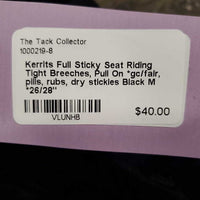 The Tack Collector
1000219-8
Kerrits Full Sticky Seat Riding
Tight Breeches, Pull On *gc/fair,
pills, rubs, dry stickies Black M
*26/28"
$40.00
VLUNHB